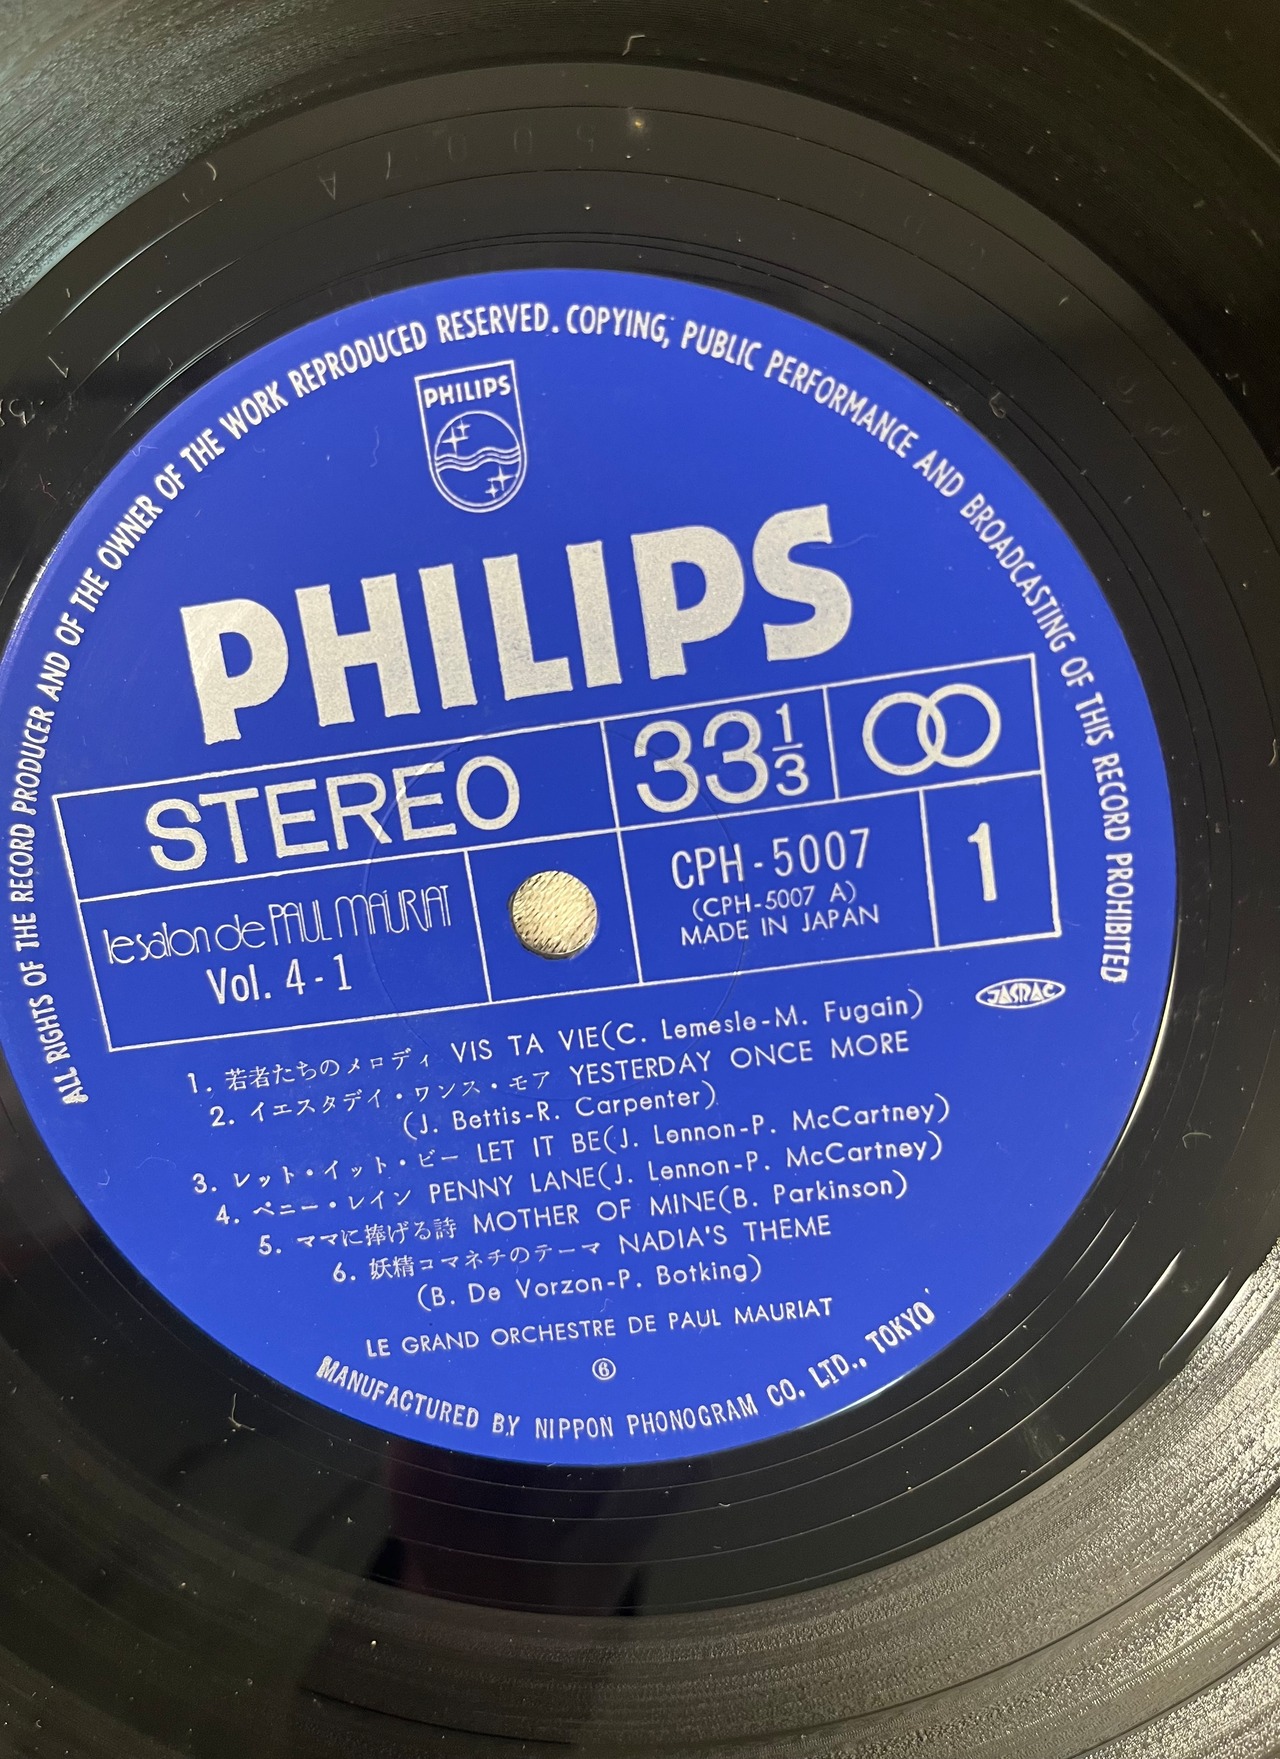 ALL RIGHTS OF THE RECORD PRODUCER AND OF THE OWNER OF THE WORK REPRODUCED RESERVED. COPYING, PUBLIC PERFORMANCE AND BROADCASTING OF THIS RECORD PROHIBITED
PHILIPS
PHILIPS
STEREO
33 1/3
le salon de PAUL MAURIAT
Vol. 4-1
CPH-5007
(CPH-5007 A)
MADE IN JAPAN
1
JASRAC
1. 若者たちのメロディ VIS TA VIE(C. Lemesle-M. Fugain)
2. イエスタデイ・ワンス・モア YESTERDAY ONCE MORE
(J. Bettis-R. Carpenter)
3. レット・イット・ビー LET IT BE(J. Lennon-P. McCartney)
4. ペニー・レイン PENNY LANE(J. Lennon-P. McCartney)
5. ママに捧げる詩 MOTHER OF MINE(B. Parkinson)
6. 妖精コマネチのテーマ NADIA'S THEME
(B. De Vorzon-P. Botking)
LE GRAND ORCHESTRE DE PAUL MAURIAT
⑥
MANUFACTURED BY NIPPON PHONOGRAM CO. LTD., TOKYO